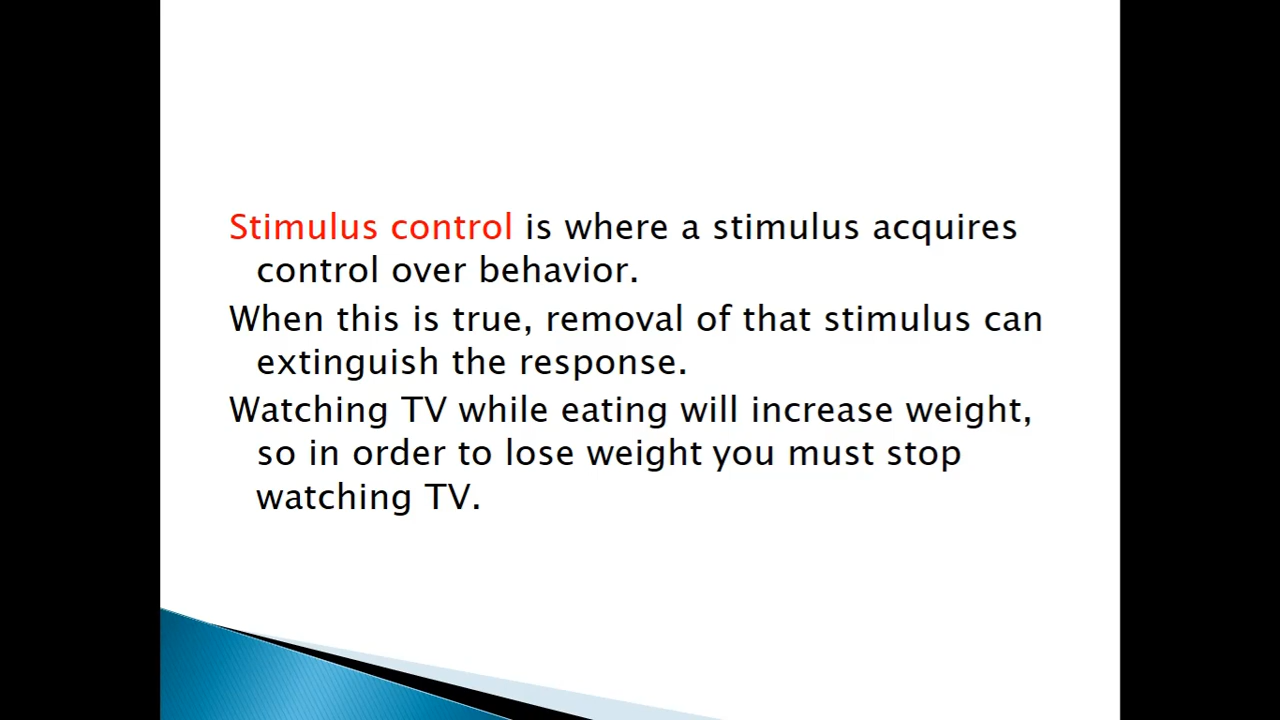 Stimulus control is where a stimulus acquires
control over behavior.
When this is true, removal of that stimulus can
extinguish the response.
Watching TV while eating will increase weight,
so in order to lose weight you must stop
watching TV.